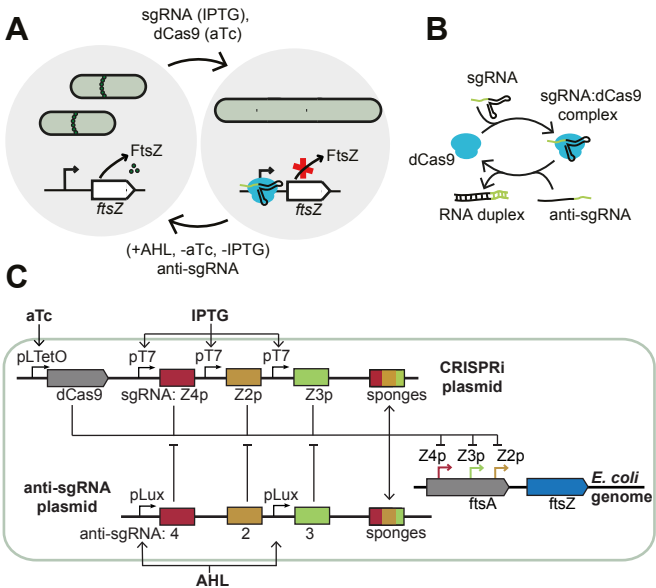 A
sgRNA (IPTG),
dCas9 (aTc)
FtsZ
ftsZ
FtsZ
ftsZ
(+AHL, -aTc, -IPTG)
anti-sgRNA
B
sgRNA
sgRNA:dCas9
complex
dCas9
RNA duplex
anti-sgRNA
C
aTc
IPTG
pLTetO
pT7
pT7
pT7
dCas9
sgRNA: Z4p
Z2p
Z3p
sponges
CRISPRi
plasmid
Z4p
Z3p
Z2p
ftsA
ftsZ
E. coli
genome
anti-sgRNA
plasmid
pLux
pLux
anti-sgRNA: 4
2
3
sponges
AHL